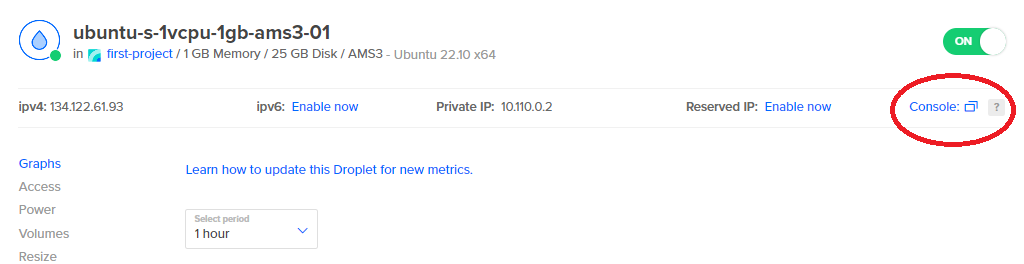 ubuntu-s-1vcpu-1gb-ams3-01
in first-project / 1 GB Memory / 25 GB Disk / AMS3 - Ubuntu 22.10 x64
ON
ipv4: 134.122.61.93 ipv6: Enable now Private IP: 10.110.0.2 Reserved IP: Enable now Console: ?
Graphs
Access
Power
Volumes
Resize
Learn how to update this Droplet for new metrics.
Select period
1 hour